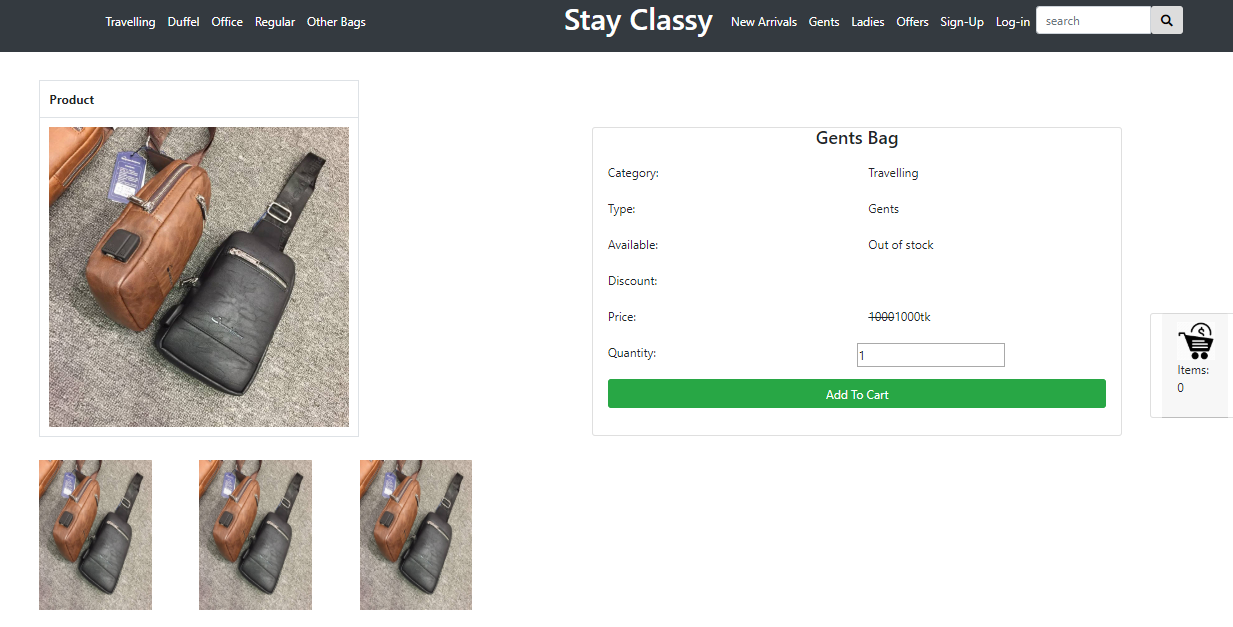 Travelling Duffel Office Regular Other Bags Stay Classy New Arrivals Gents Ladies Offers Sign-Up Log-in search
Product
Gents Bag
Category: Travelling
Type: Gents
Available: Out of stock
Discount:
Price: 10001000tk
Quantity: 1
Add To Cart
Items:
0